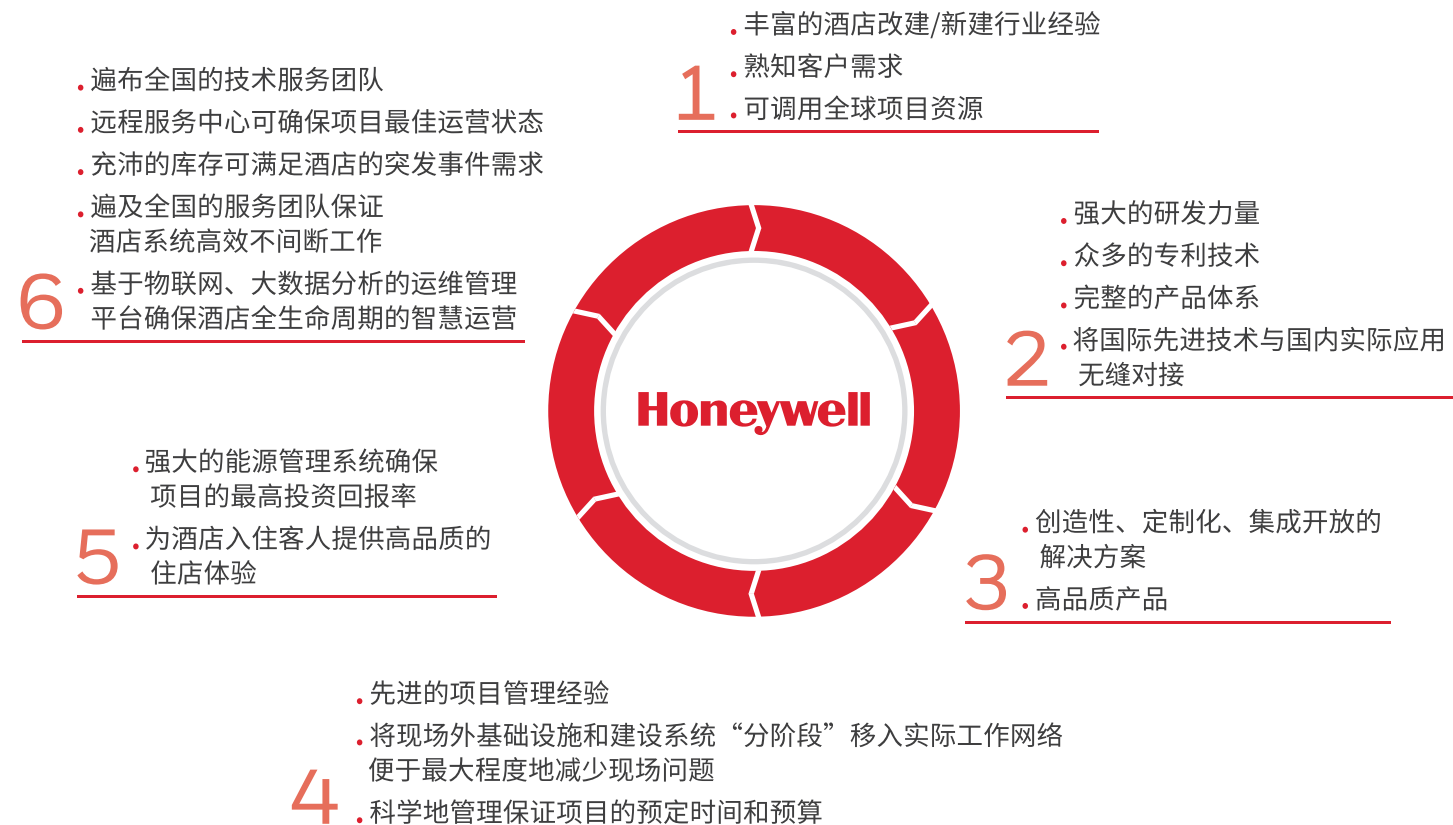 1
丰富的酒店改建/新建行业经验
熟知客户需求
可调用全球项目资源
2
强大的研发力量
众多的专利技术
完整的产品体系
将国际先进技术与国内实际应用
无缝对接
3
创造性、定制化、集成开放的
解决方案
高品质产品
4
先进的项目管理经验
将现场外基础设施和建设系统“分阶段”移入实际工作网络
便于最大程度地减少现场问题
科学地管理保证项目的预定时间和预算
5
强大的能源管理系统确保
项目的最高投资回报率
为酒店入住客人提供高品质的
住店体验
6
遍布全国的技术服务团队
远程服务中心可确保项目最佳运营状态
充沛的库存可满足酒店的突发事件需求
遍及全国的服务团队保证
酒店系统高效不间断工作
基于物联网、大数据分析的运维管理
平台确保酒店全生命周期的智慧运营
Honeywell